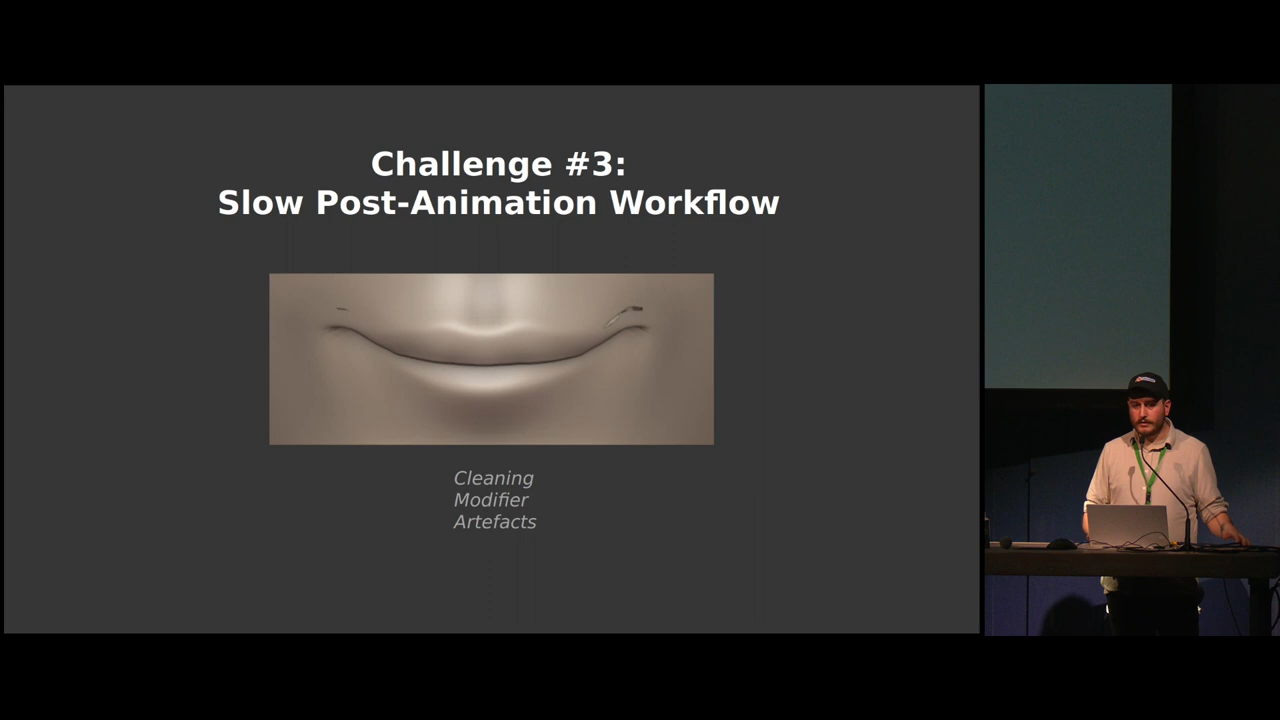 Challenge #3:
Slow Post-Animation Workflow
Cleaning
Modifier
Artefacts